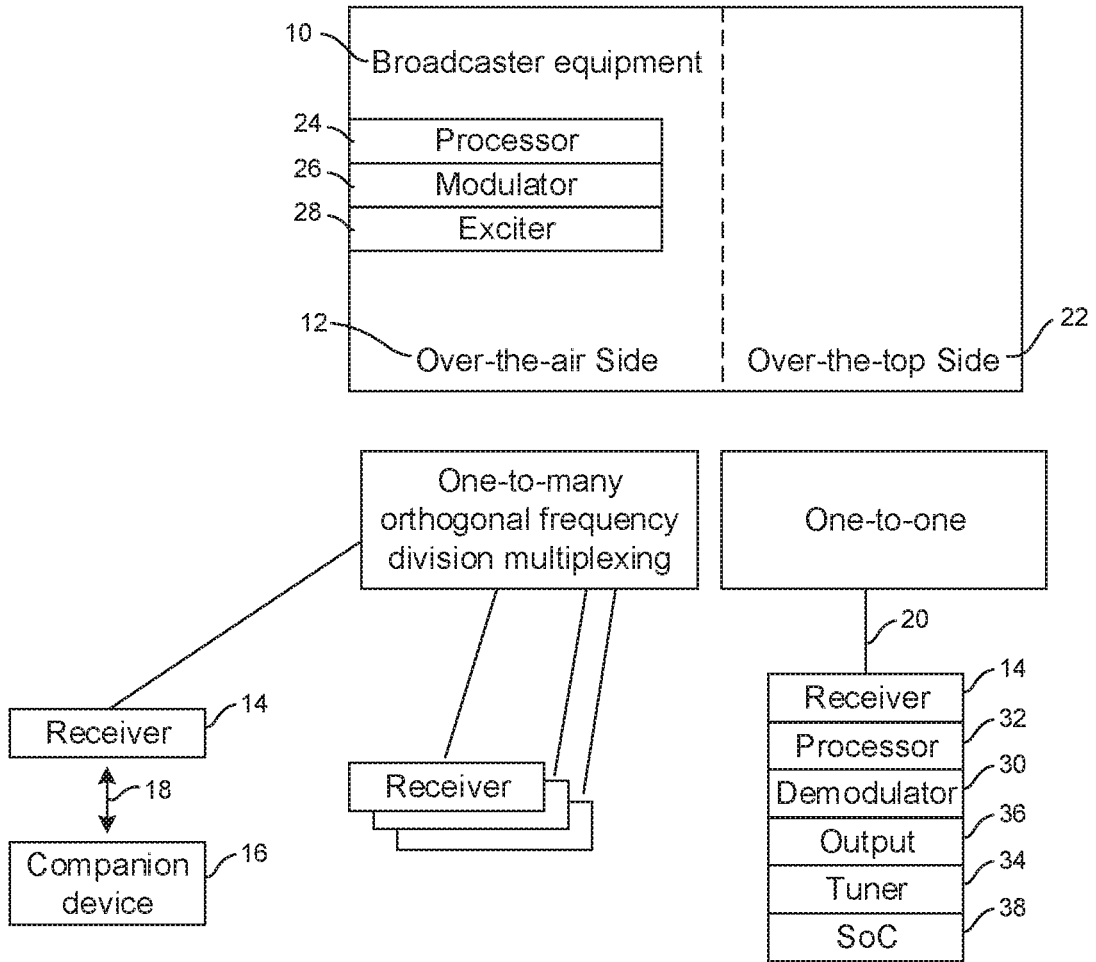 10
Broadcaster equipment
24
Processor
26
Modulator
28
Exciter
12
Over-the-air Side
Over-the-top Side
22
One-to-many
orthogonal frequency
division multiplexing
One-to-one
20
Receiver
14
18
Companion
device
16
Receiver
Receiver
14
Processor
32
Demodulator
30
Output
36
Tuner
34
SoC
38